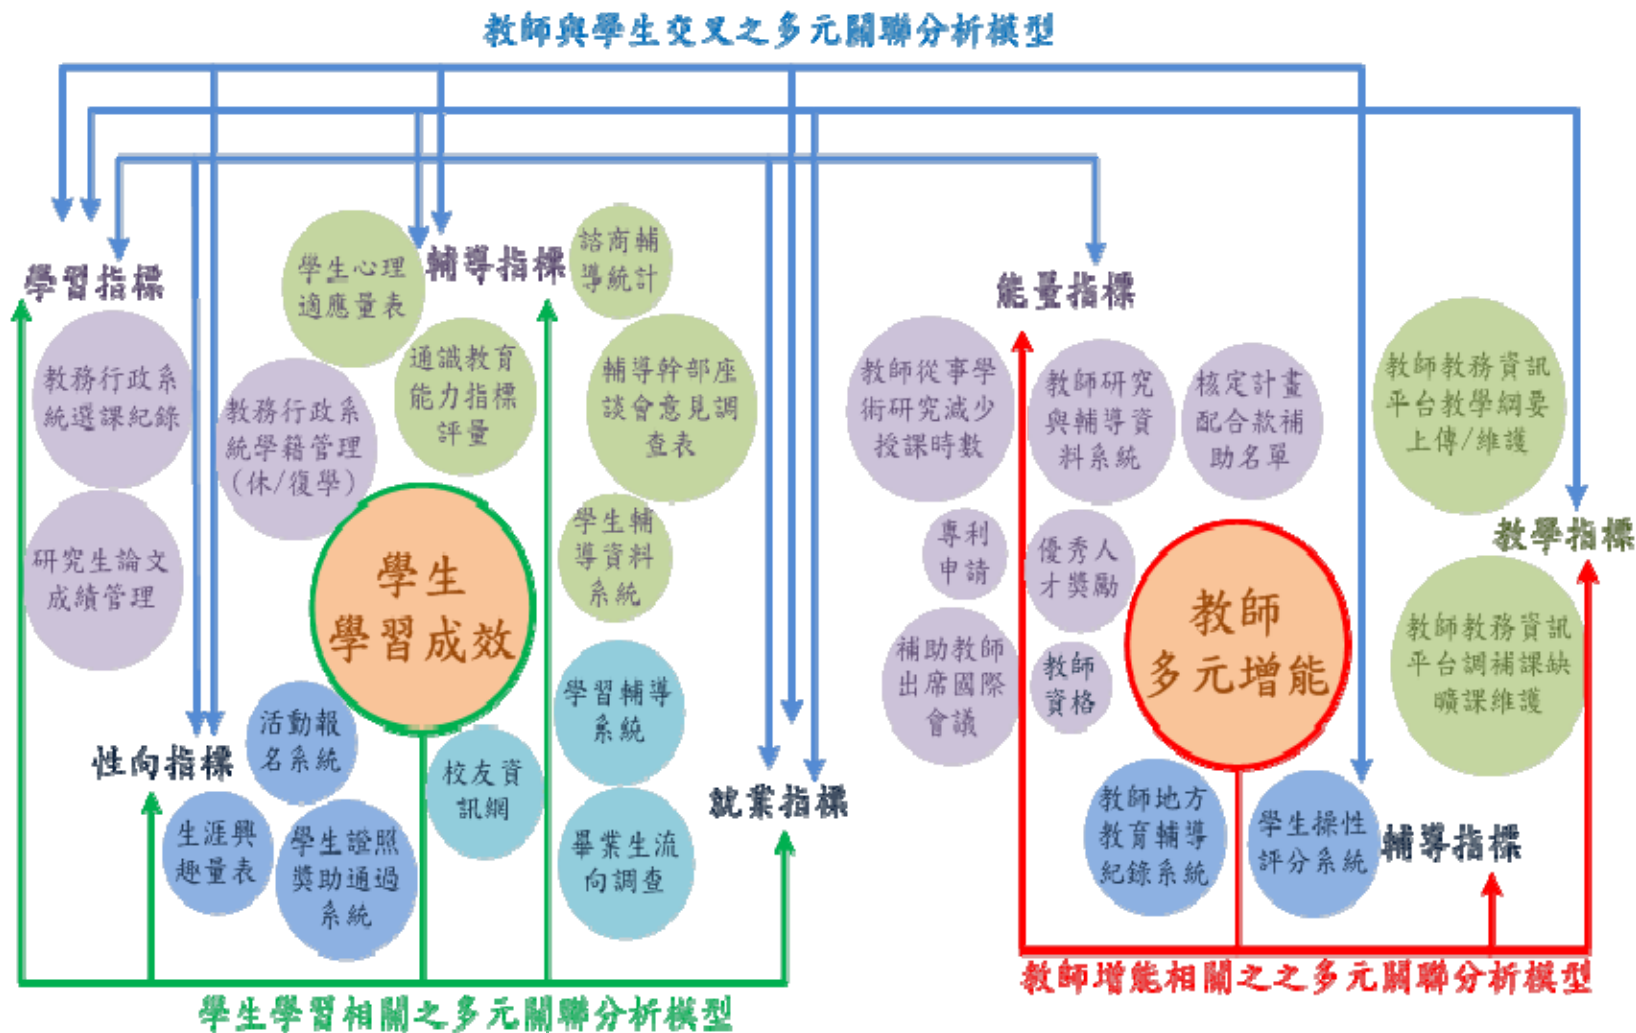 教師與學生交叉之多元關聯分析模型
學習指標
教務行政系
統選課紀錄
研究生論文
成績管理
教務行政系
統學籍管理
(休/復學)
學生心理
適應量表
輔導指標
諮商輔
導統計
通識教育
能力指標
評量
輔導幹部座
談會意見調
查表
學生輔
導資料
系統
學生
學習成效
性向指標
活動報
名系統
生涯興
趣量表
學生證照
獎助通過
系統
校友資
訊網
學習輔導
系統
畢業生流
向調查
就業指標
學生學習相關之多元關聯分析模型
能量指標
教師從事學
術研究減少
授課時數
教師研究
與輔導資
料系統
核定計畫
配合款補
助名單
專利
申請
優秀人
才獎勵
補助教師
出席國際
會議
教師
資格
教師
多元增能
教師教務資訊
平台教學綱要
上傳/維護
教學指標
教師教務資訊
平台調補課缺
曠課維護
教師地方
教育輔導
紀錄系統
學生操性
評分系統
輔導指標
教師增能相關之之多元關聯分析模型